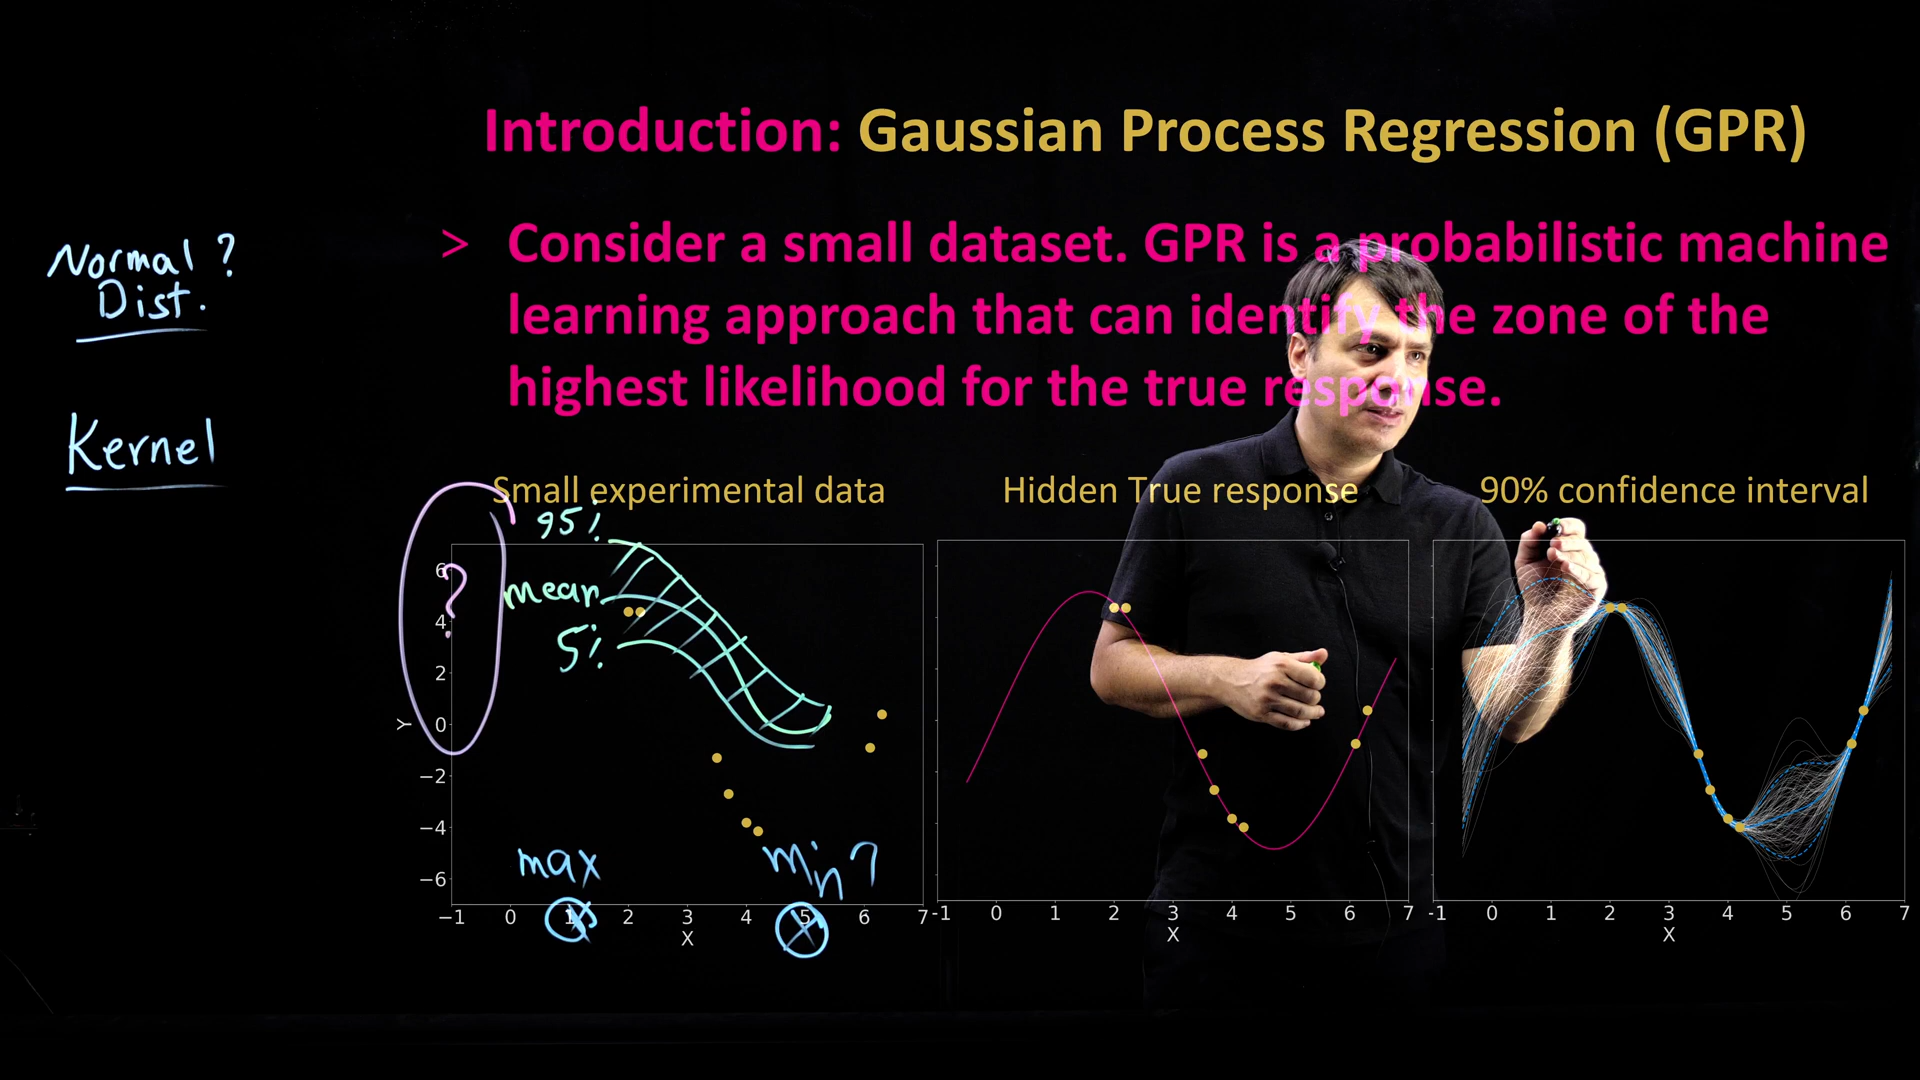 Introduction: Gaussian Process Regression (GPR)
> Consider a small dataset. GPR is a probabilistic machine
learning approach that can identify the zone of the
highest likelihood for the true response.
Normal ?
Dist.
Kernel
Small experimental data
Hidden True response
90% confidence interval
95%
mean
5%
?
6
4
2
0
−2
−4
−6
Y
max
min?
−1 0 1 2 3 4 5 6 7
X
-1 0 1 2 3 4 5 6 7
X
-1 0 1 2 3 4 5 6 7
X